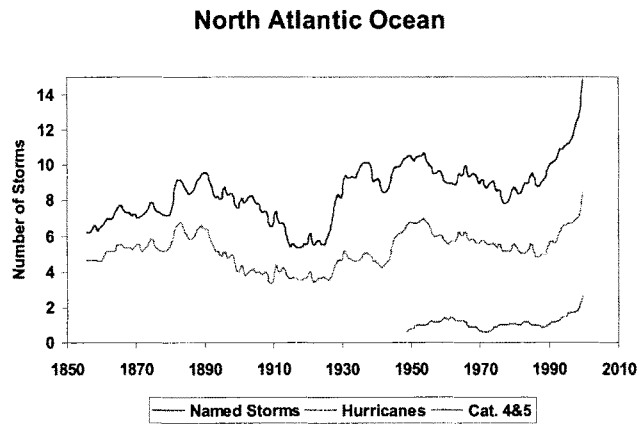 North Atlantic Ocean
Number of Storms
14
12
10
8
6
4
2
0
1850 1870 1890 1910 1930 1950 1970 1990 2010
Named Storms Hurricanes Cat. 4&5